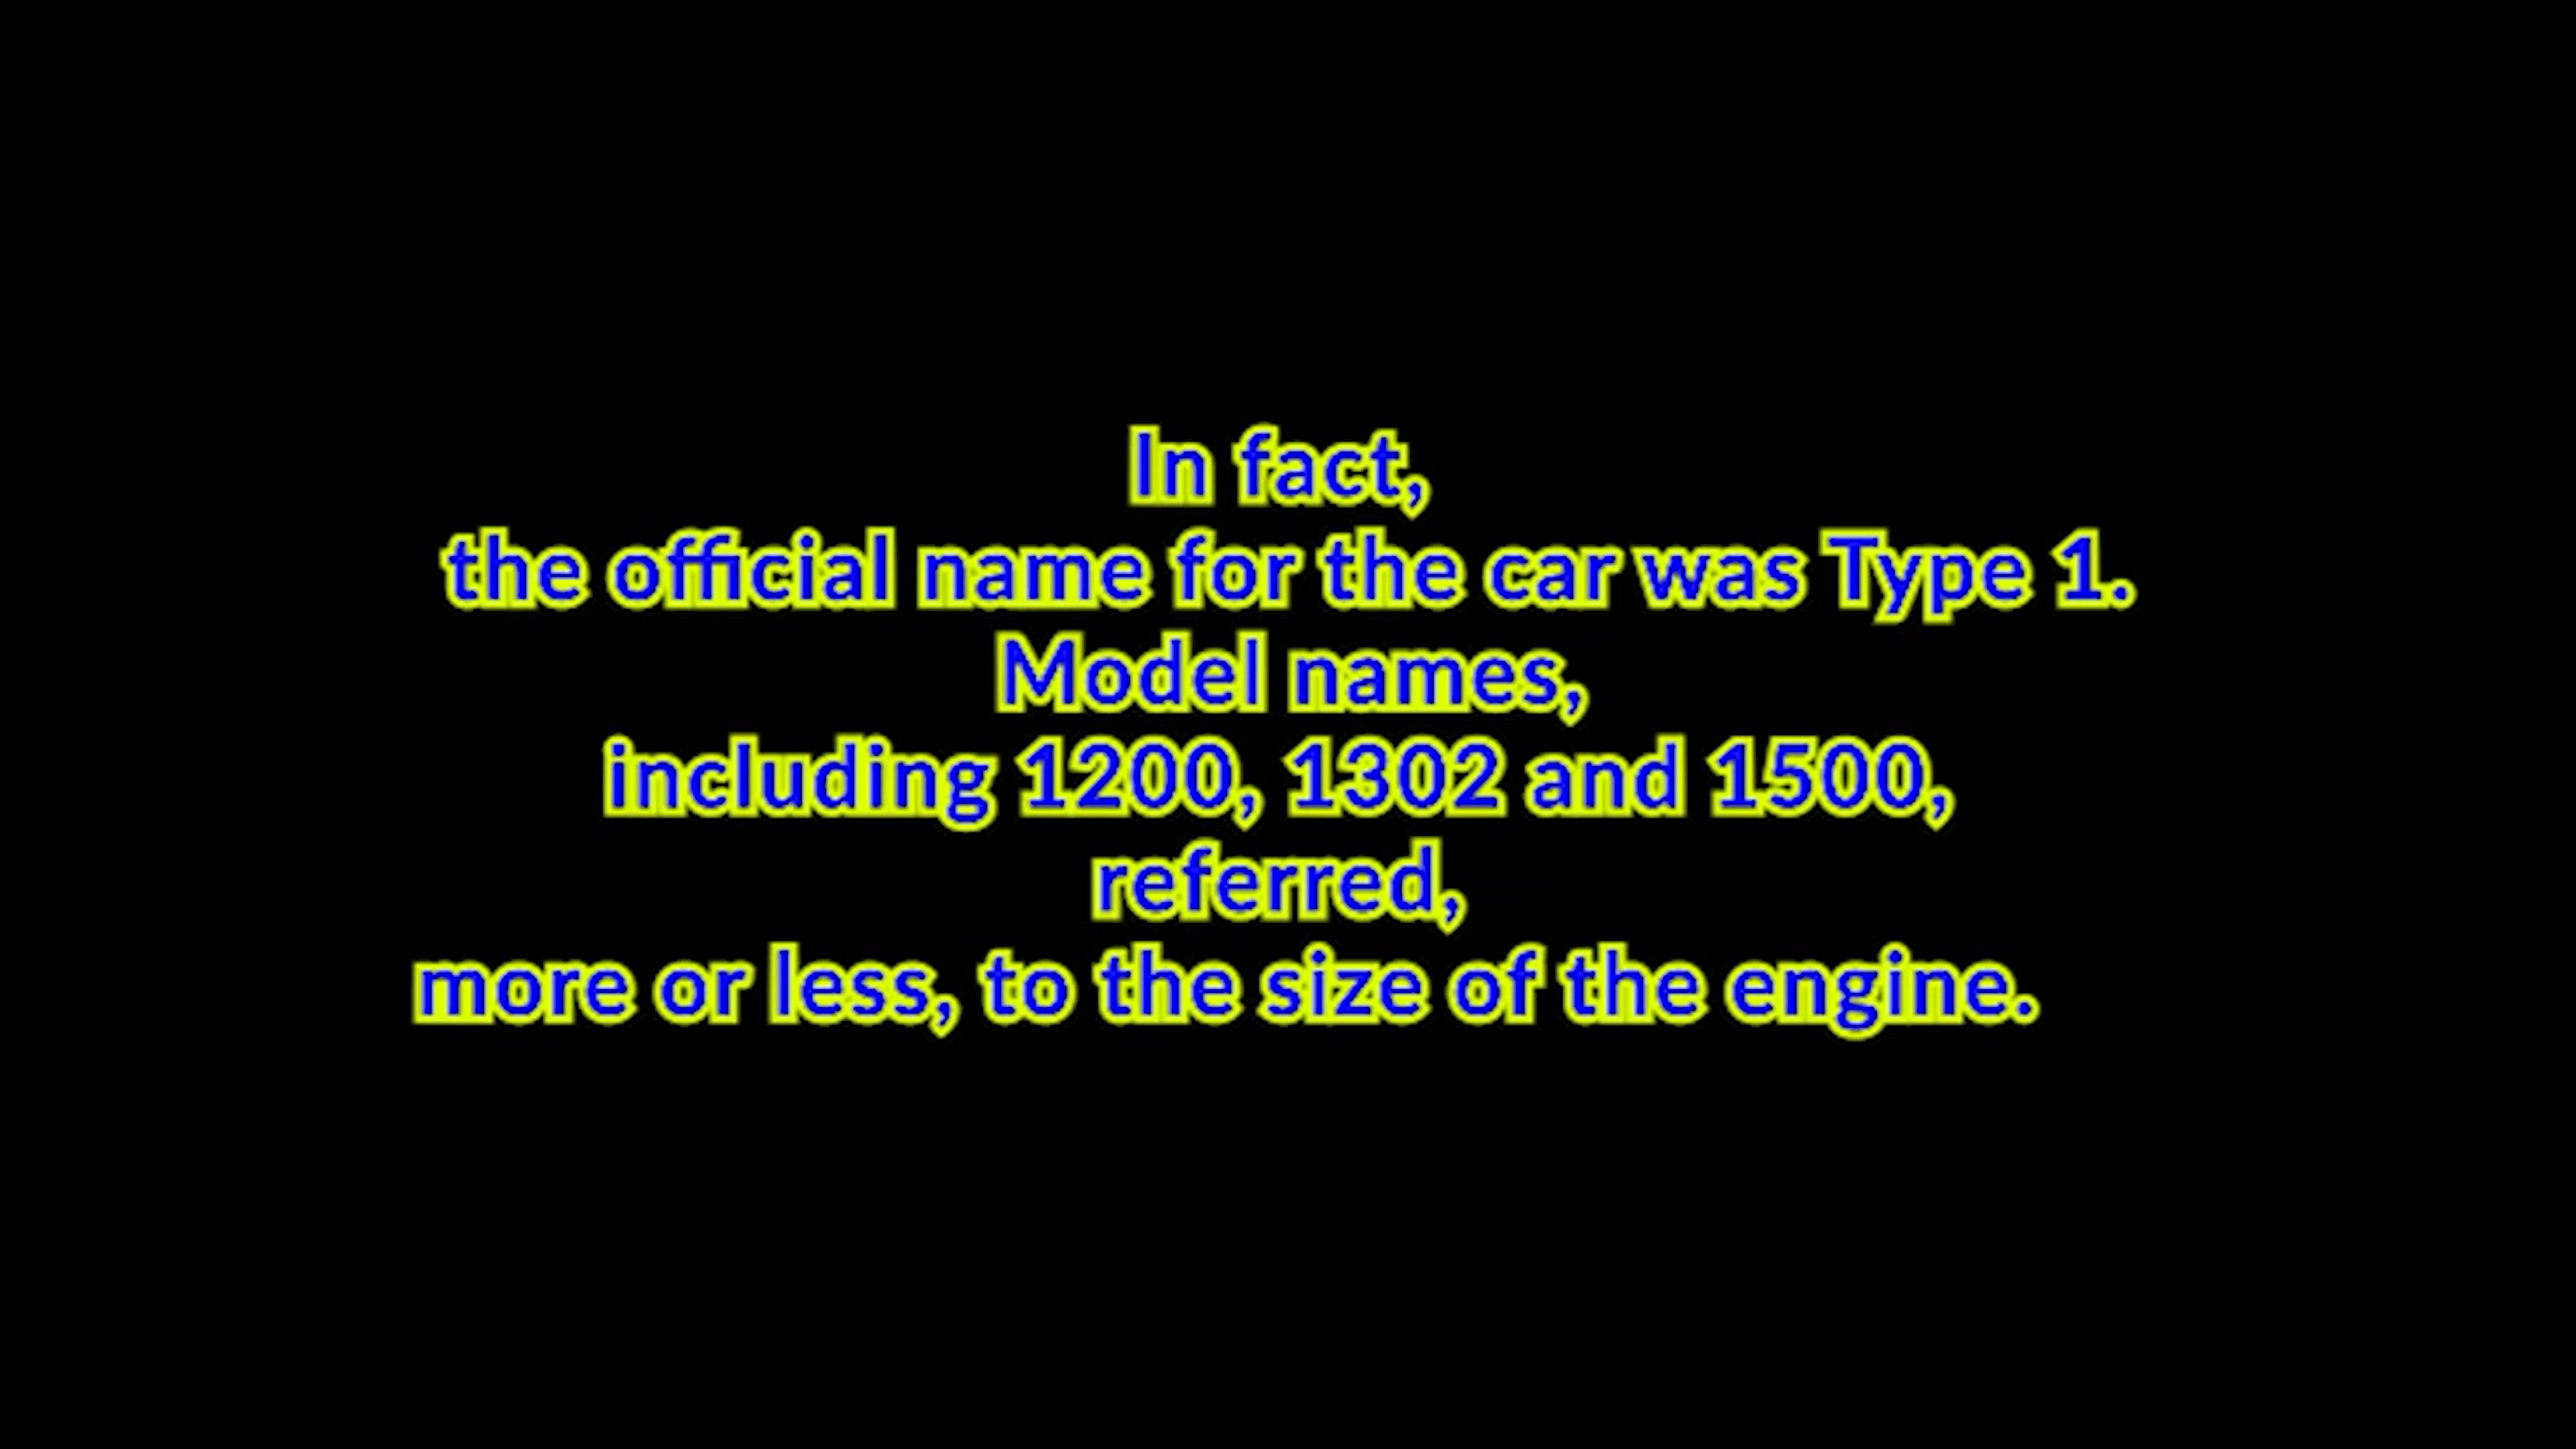 In fact,
the official name for the car was Type 1.
Model names,
including 1200, 1302 and 1500,
referred,
more or less, to the size of the engine.